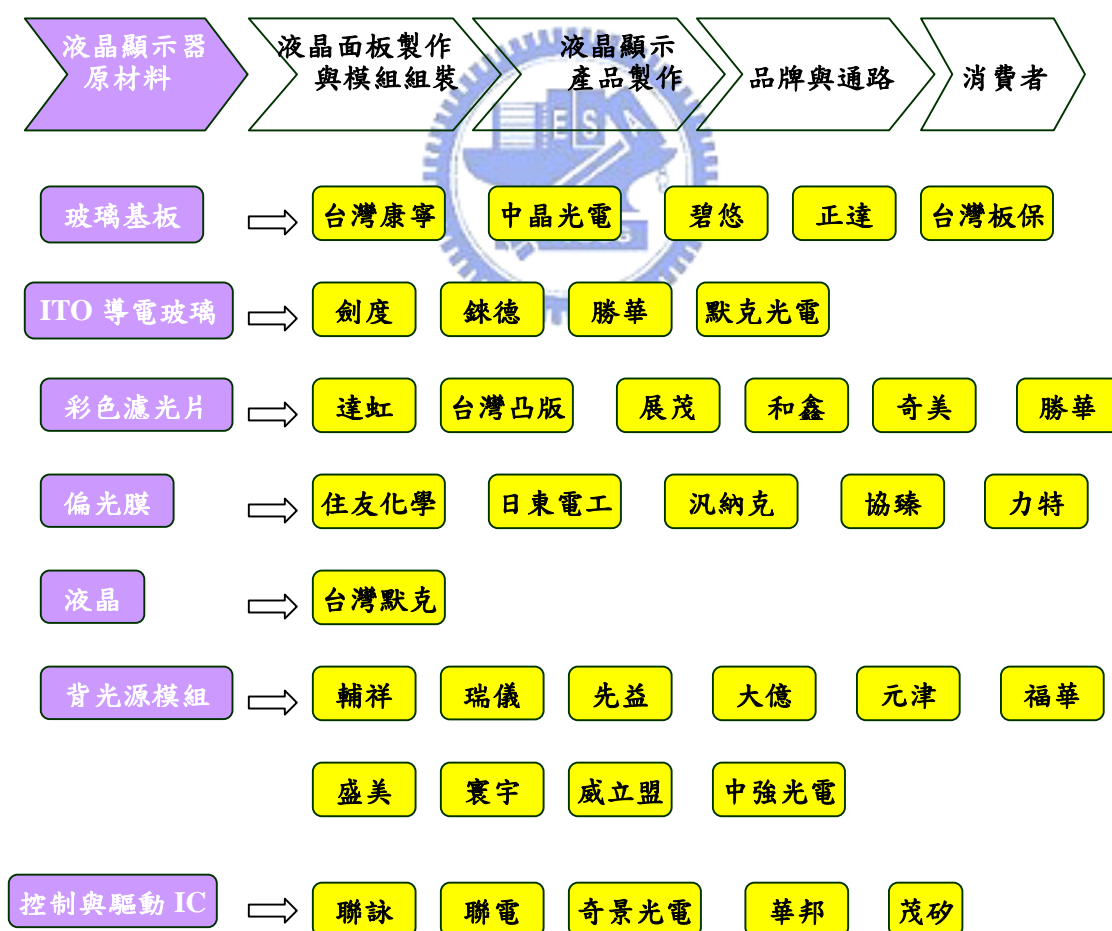 液晶顯示器
原材料
液晶面板製作
與模組組裝
液晶顯示
產品製作
品牌與通路
消費者
玻璃基板
台灣康寧
中晶光電
碧悠
正達
台灣板保
ITO 導電玻璃
劍度
錸德
勝華
默克光電
彩色濾光片
達虹
台灣凸版
展茂
和鑫
奇美
勝華
偏光膜
住友化學
日東電工
汎納克
協臻
力特
液晶
台灣默克
背光源模組
輔祥
瑞儀
先益
大億
元津
福華
盛美
寰宇
威立盟
中強光電
控制與驅動 IC
聯詠
聯電
奇景光電
華邦
茂矽